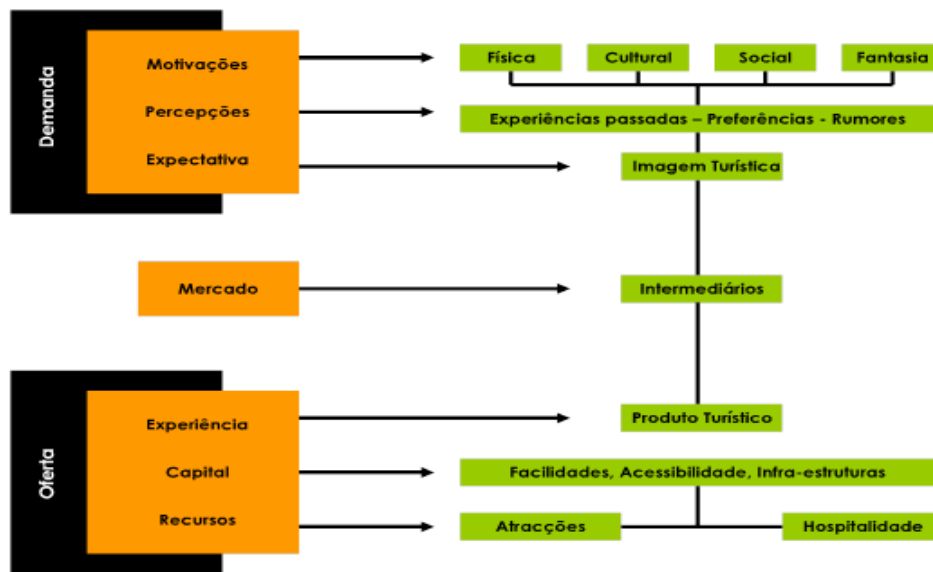 Demanda
Motivações
Percepções
Expectativa
Física
Cultural
Social
Fantasia
Experiências passadas – Preferências - Rumores
Imagem Turística
Mercado
Intermediários
Oferta
Experiência
Capital
Recursos
Produto Turístico
Facilidades, Acessibilidade, Infra-estruturas
Atracções
Hospitalidade